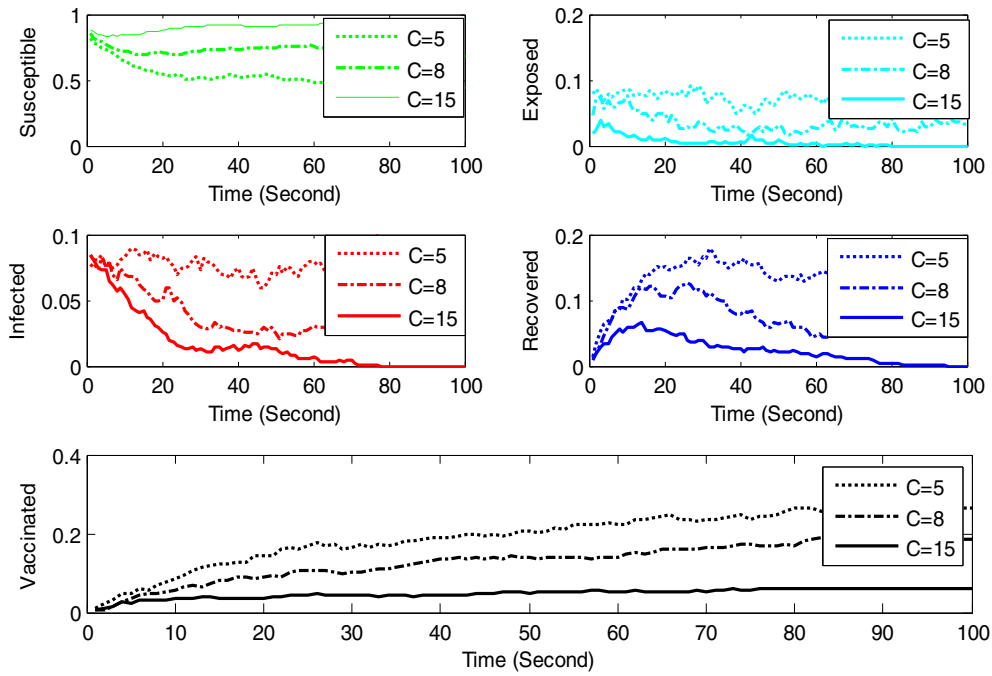 1
0.5
0
Susceptible
C=5
C=8
C=15
0 20 40 60 80 100
Time (Second)
0.2
0.1
0
Exposed
C=5
C=8
C=15
0 20 40 60 80 100
Time (Second)
0.1
0.05
0
Infected
C=5
C=8
C=15
0 20 40 60 80 100
Time (Second)
0.2
0.1
0
Recovered
C=5
C=8
C=15
0 20 40 60 80 100
Time (Second)
0.4
0.2
0
Vaccinated
C=5
C=8
C=15
0 10 20 30 40 50 60 70 80 90 100
Time (Second)